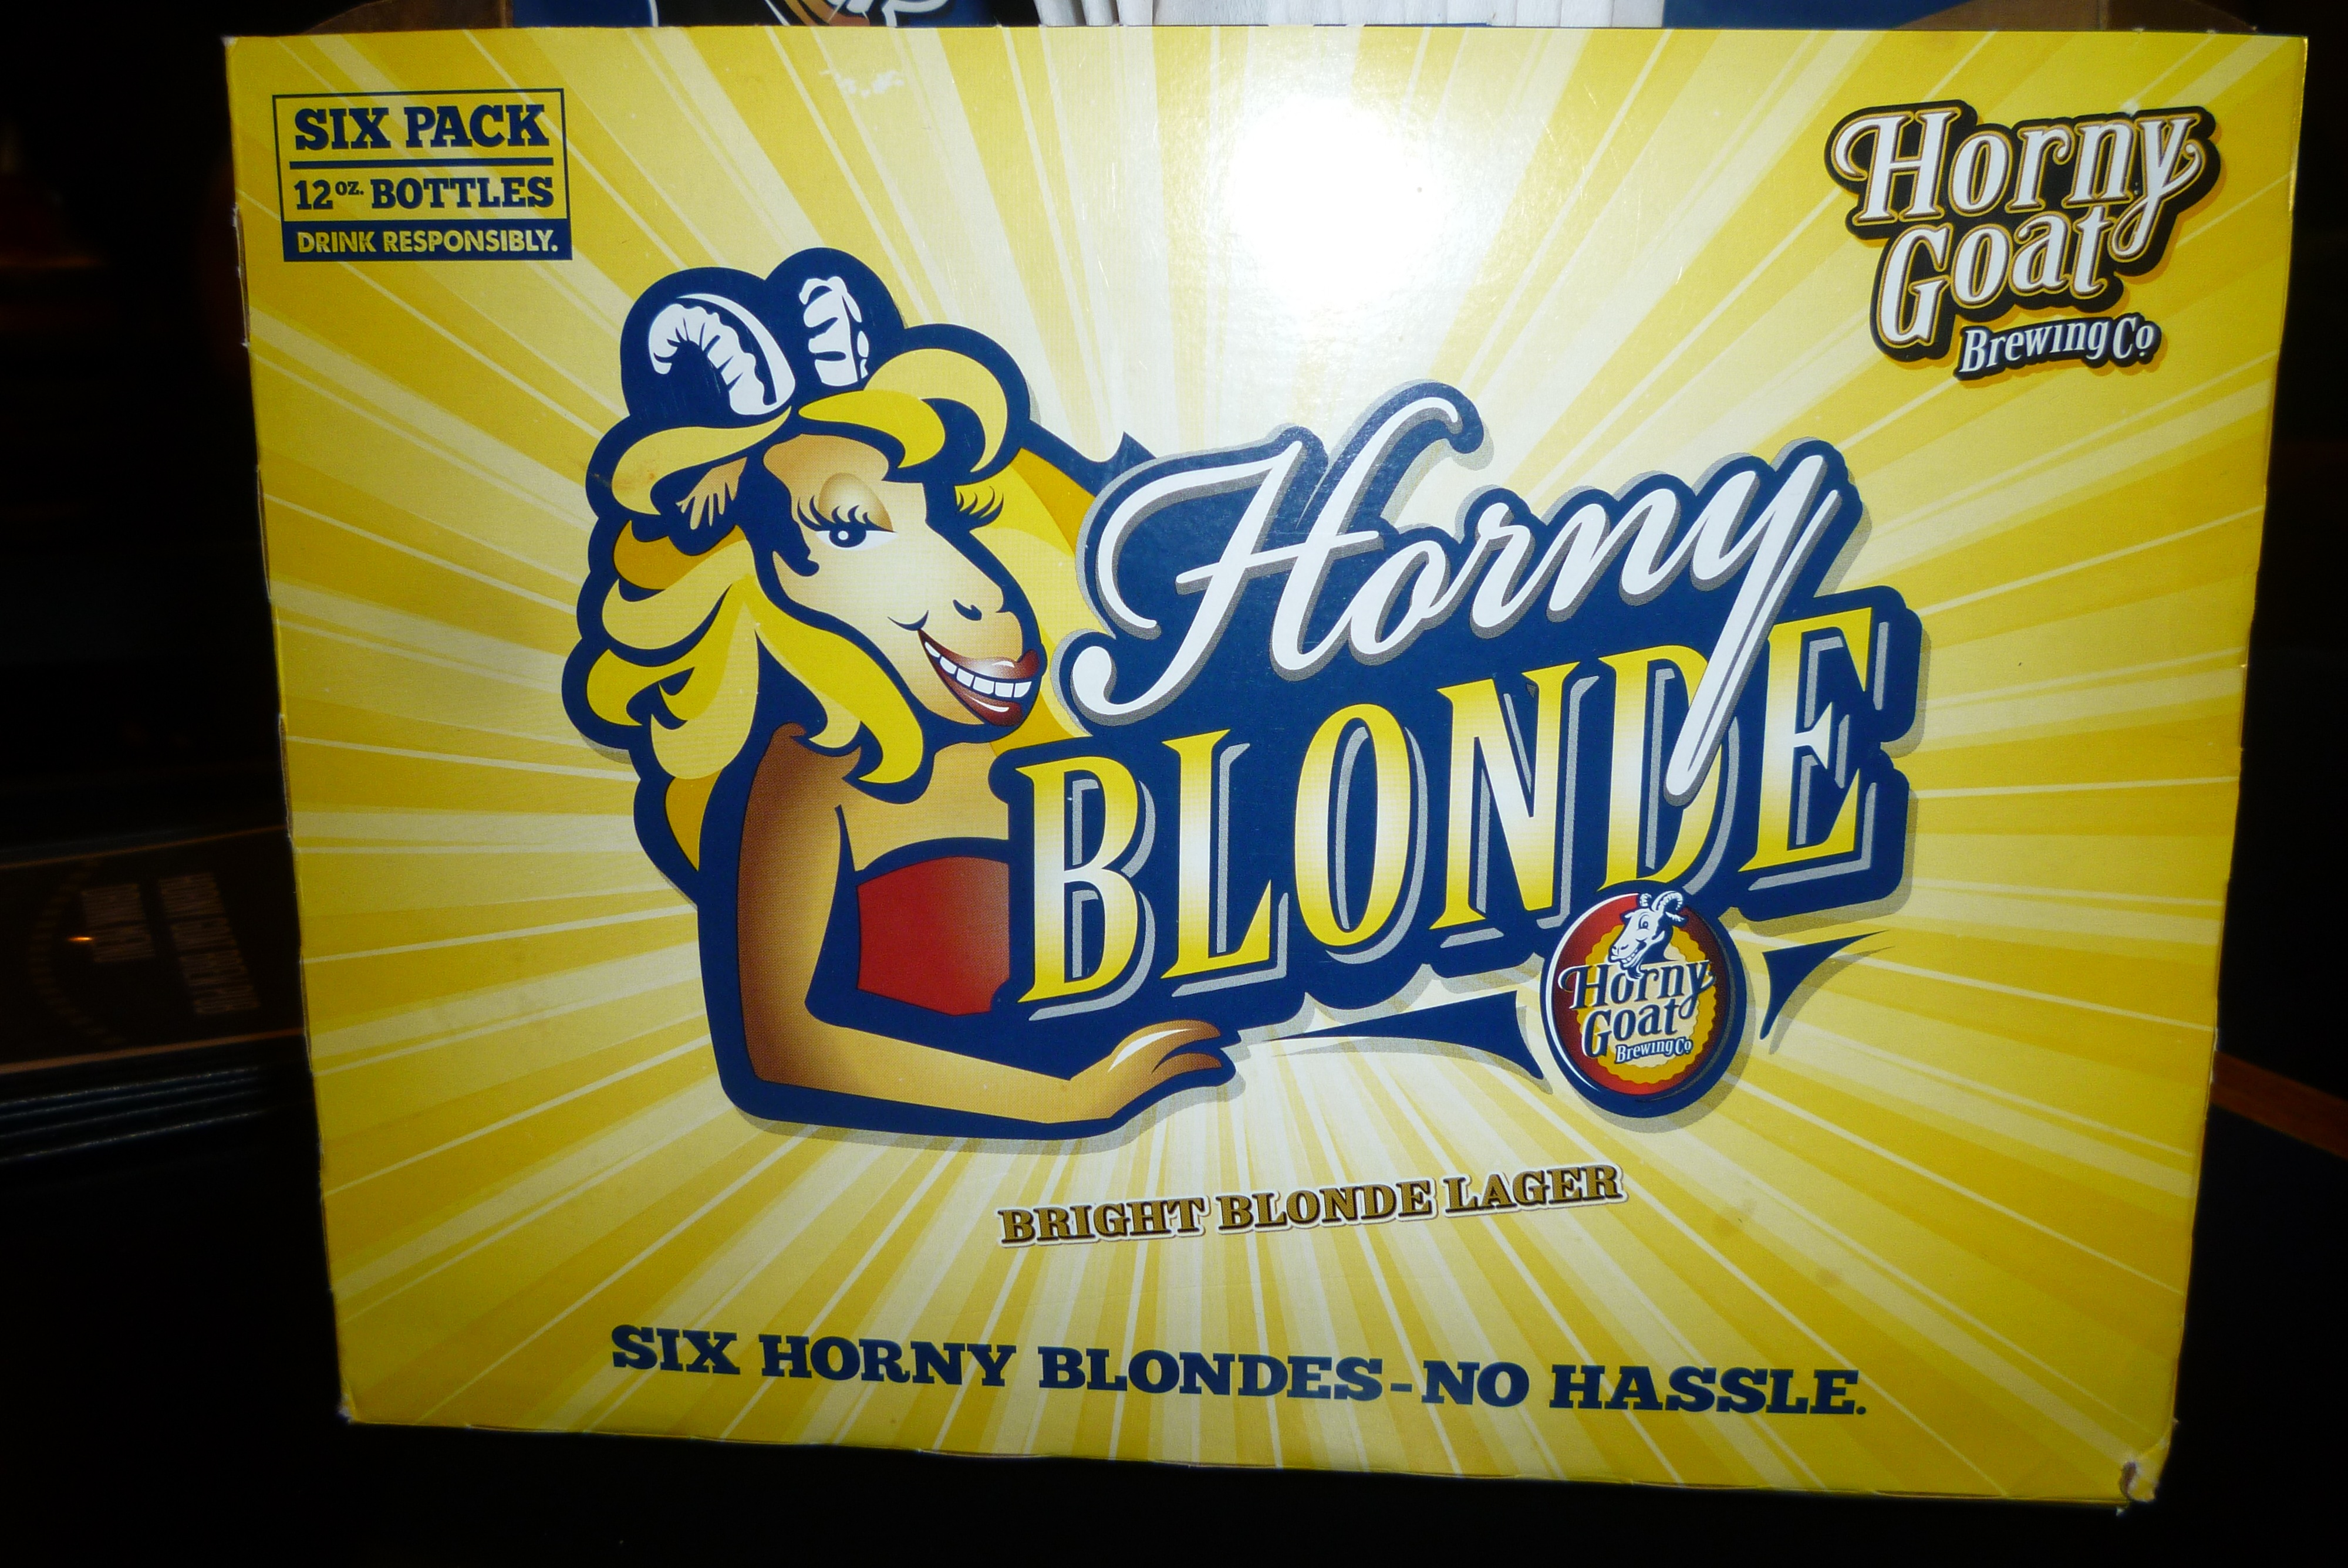 SIX PACK
12 OZ. BOTTLES
DRINK RESPONSIBLY.
Horny
Goat
Brewing Co
Horny
BLONDE
Horny
Goat
Brewing Co
BRIGHT BLONDE LAGER
SIX HORNY BLONDES-NO HASSLE.